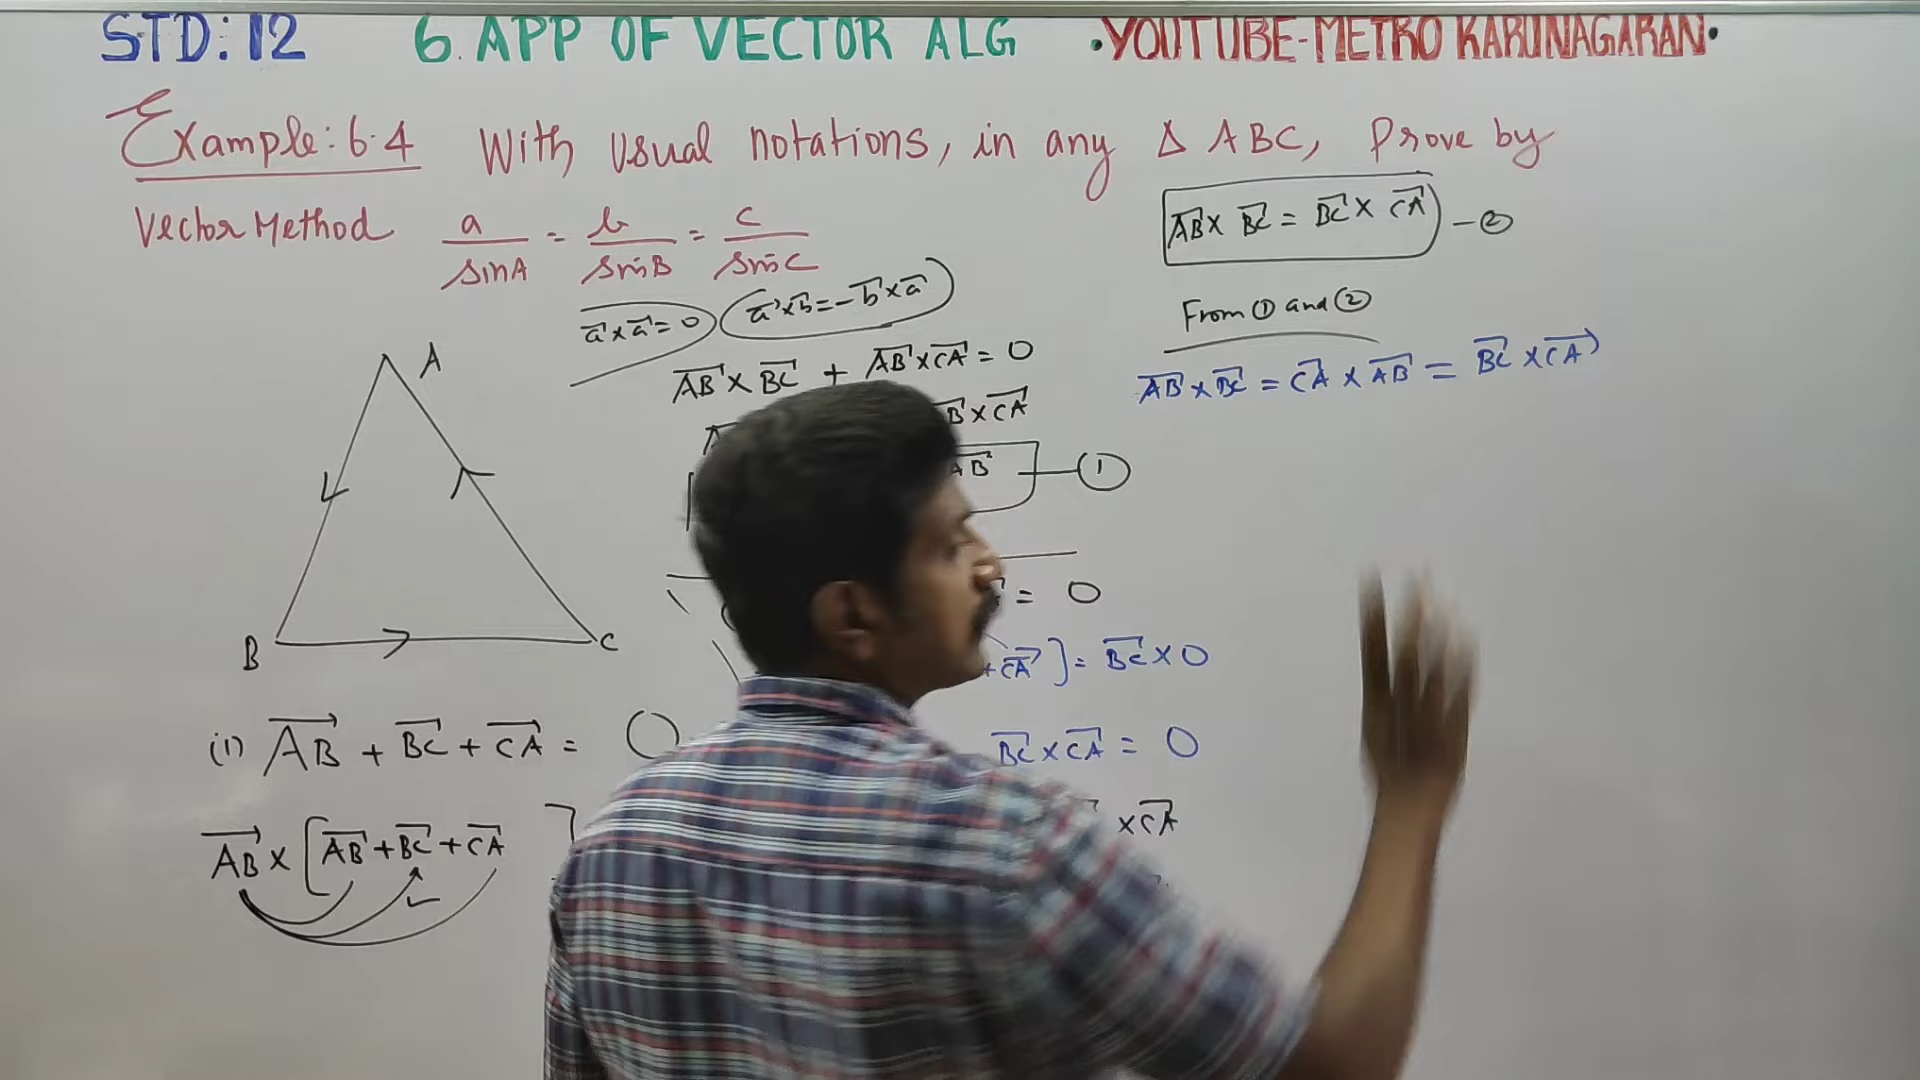 STD: 12 6. APP OF VECTOR ALG •YOUTUBE-METRO KARUNAGARAN•
Example: 6.4 With usual notations, in any Δ ABC, Prove by
Vector Method a/sinA = b/sinB = c/sinC
a⃗ × a⃗ = 0
a⃗ × b⃗ = -b⃗ × a⃗
A
B
C
(i) AB⃗ + BC⃗ + CA⃗ = 0
AB⃗ × [AB⃗ + BC⃗ + CA⃗ ]
AB⃗ × BC⃗ + AB⃗ × CA⃗ = 0
× CA⃗
AB⃗ — ①
= 0
+ CA⃗ ] = BC⃗ × 0
BC⃗ × CA⃗ = 0
× CA⃗
AB⃗ × BC⃗ = BC⃗ × CA⃗ — ②
From ① and ②
AB⃗ × BC⃗ = CA⃗ × AB⃗ = BC⃗ × CA⃗